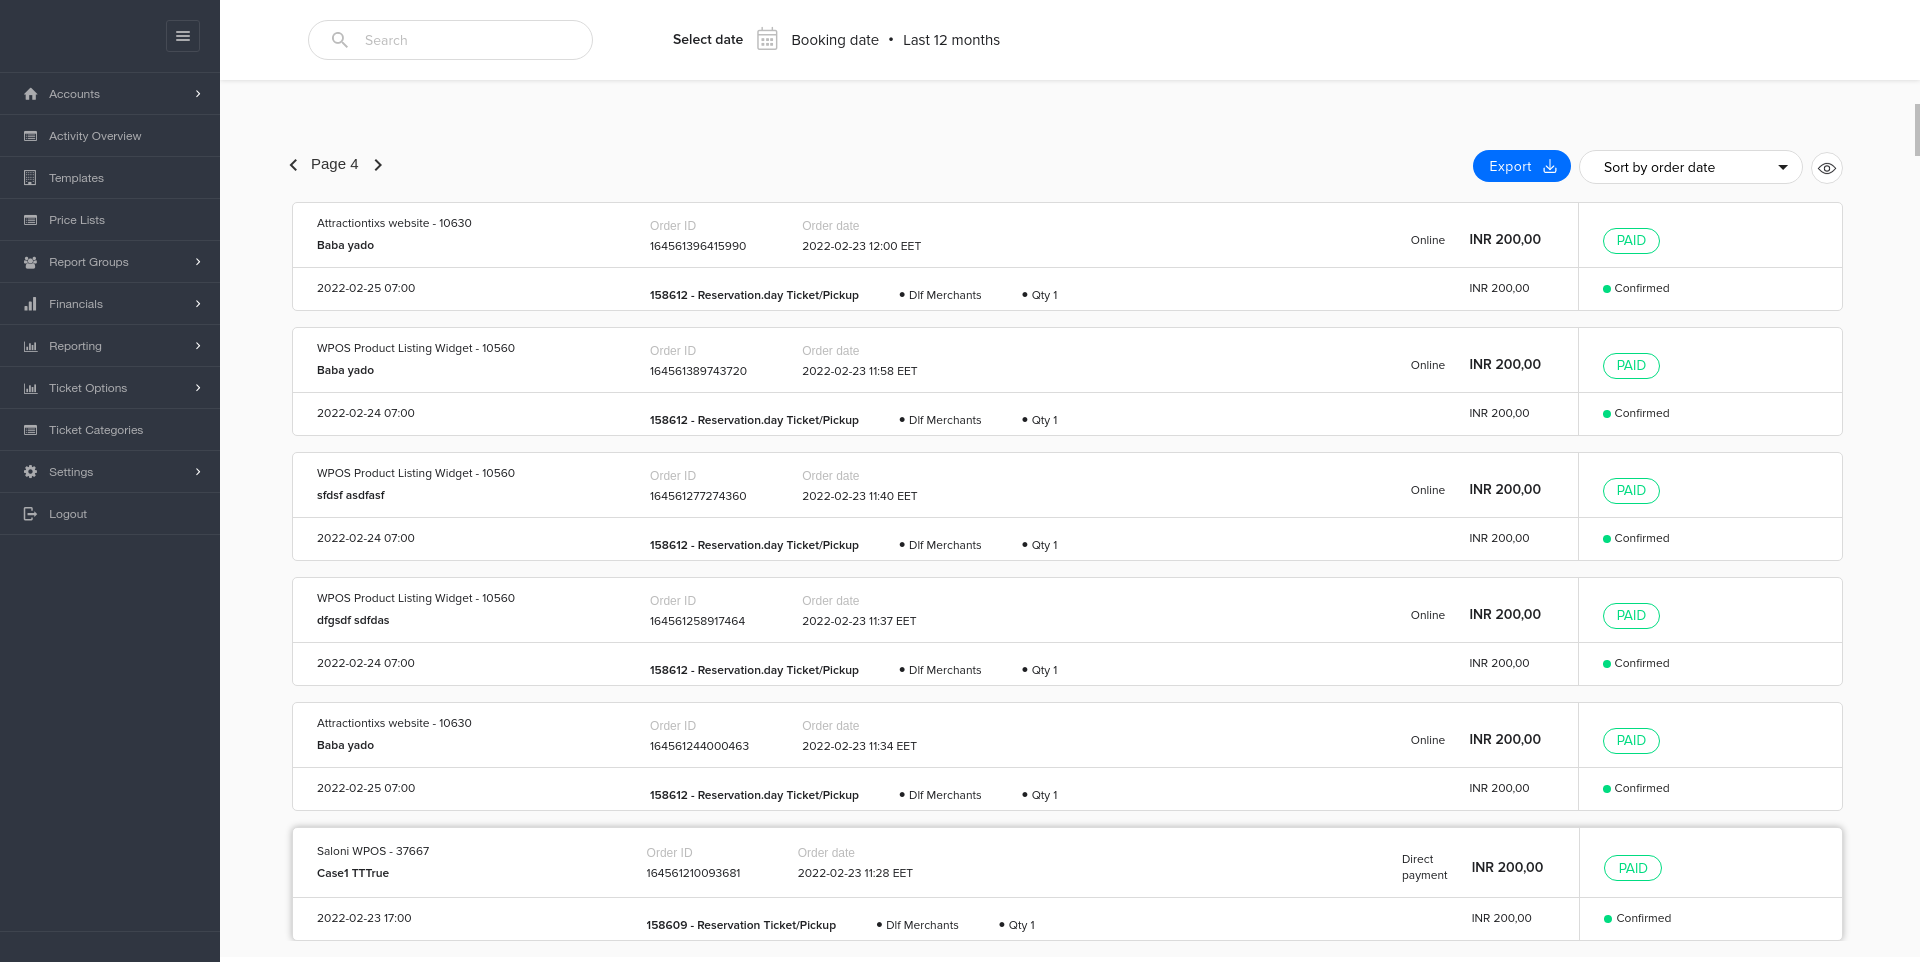 Search
Select date Booking date • Last 12 months
Accounts
Activity Overview
Templates
Price Lists
Report Groups
Financials
Reporting
Ticket Options
Ticket Categories
Settings
Logout
Page 4
Export
Sort by order date
Attractiontixs website - 10630 Order ID Order date
Baba yado 164561396415990 2022-02-23 12:00 EET Online INR 200,00 PAID
2022-02-25 07:00 158612 - Reservation.day Ticket/Pickup • Dlf Merchants • Qty 1 INR 200,00 Confirmed
WPOS Product Listing Widget - 10560 Order ID Order date
Baba yado 164561389743720 2022-02-23 11:58 EET Online INR 200,00 PAID
2022-02-24 07:00 158612 - Reservation.day Ticket/Pickup • Dlf Merchants • Qty 1 INR 200,00 Confirmed
WPOS Product Listing Widget - 10560 Order ID Order date
sfdsf asdfasf 164561277274360 2022-02-23 11:40 EET Online INR 200,00 PAID
2022-02-24 07:00 158612 - Reservation.day Ticket/Pickup • Dlf Merchants • Qty 1 INR 200,00 Confirmed
WPOS Product Listing Widget - 10560 Order ID Order date
dfgsdf sdfdas 164561258917464 2022-02-23 11:37 EET Online INR 200,00 PAID
2022-02-24 07:00 158612 - Reservation.day Ticket/Pickup • Dlf Merchants • Qty 1 INR 200,00 Confirmed
Attractiontixs website - 10630 Order ID Order date
Baba yado 164561244000463 2022-02-23 11:34 EET Online INR 200,00 PAID
2022-02-25 07:00 158612 - Reservation.day Ticket/Pickup • Dlf Merchants • Qty 1 INR 200,00 Confirmed
Saloni WPOS - 37667 Order ID Order date
Case1 TTTrue 164561210093681 2022-02-23 11:28 EET Direct payment INR 200,00 PAID
2022-02-23 17:00 158609 - Reservation Ticket/Pickup • Dlf Merchants • Qty 1 INR 200,00 Confirmed